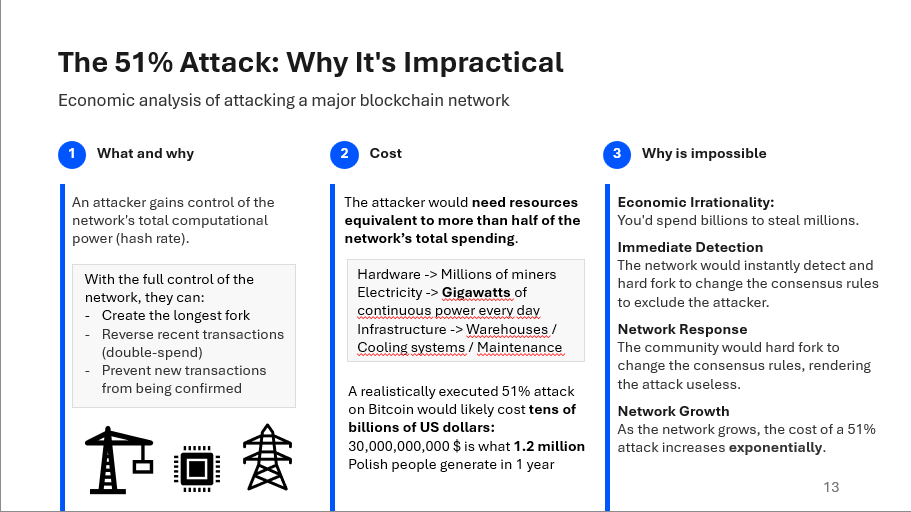 The 51% Attack: Why It's Impractical
Economic analysis of attacking a major blockchain network
1 What and why
An attacker gains control of the
network's total computational
power (hash rate).
With the full control of the
network, they can:
- Create the longest fork
- Reverse recent transactions
(double-spend)
- Prevent new transactions
from being confirmed
2 Cost
The attacker would need resources
equivalent to more than half of the
network’s total spending.
Hardware -> Millions of miners
Electricity -> Gigawatts of
continuous power every day
Infrastructure -> Warehouses /
Cooling systems / Maintenance
A realistically executed 51% attack
on Bitcoin would likely cost tens of
billions of US dollars:
30,000,000,000 $ is what 1.2 million
Polish people generate in 1 year
3 Why is impossible
Economic Irrationality:
You'd spend billions to steal millions.
Immediate Detection
The network would instantly detect and
hard fork to change the consensus rules
to exclude the attacker.
Network Response
The community would hard fork to
change the consensus rules, rendering
the attack useless.
Network Growth
As the network grows, the cost of a 51%
attack increases exponentially.
13